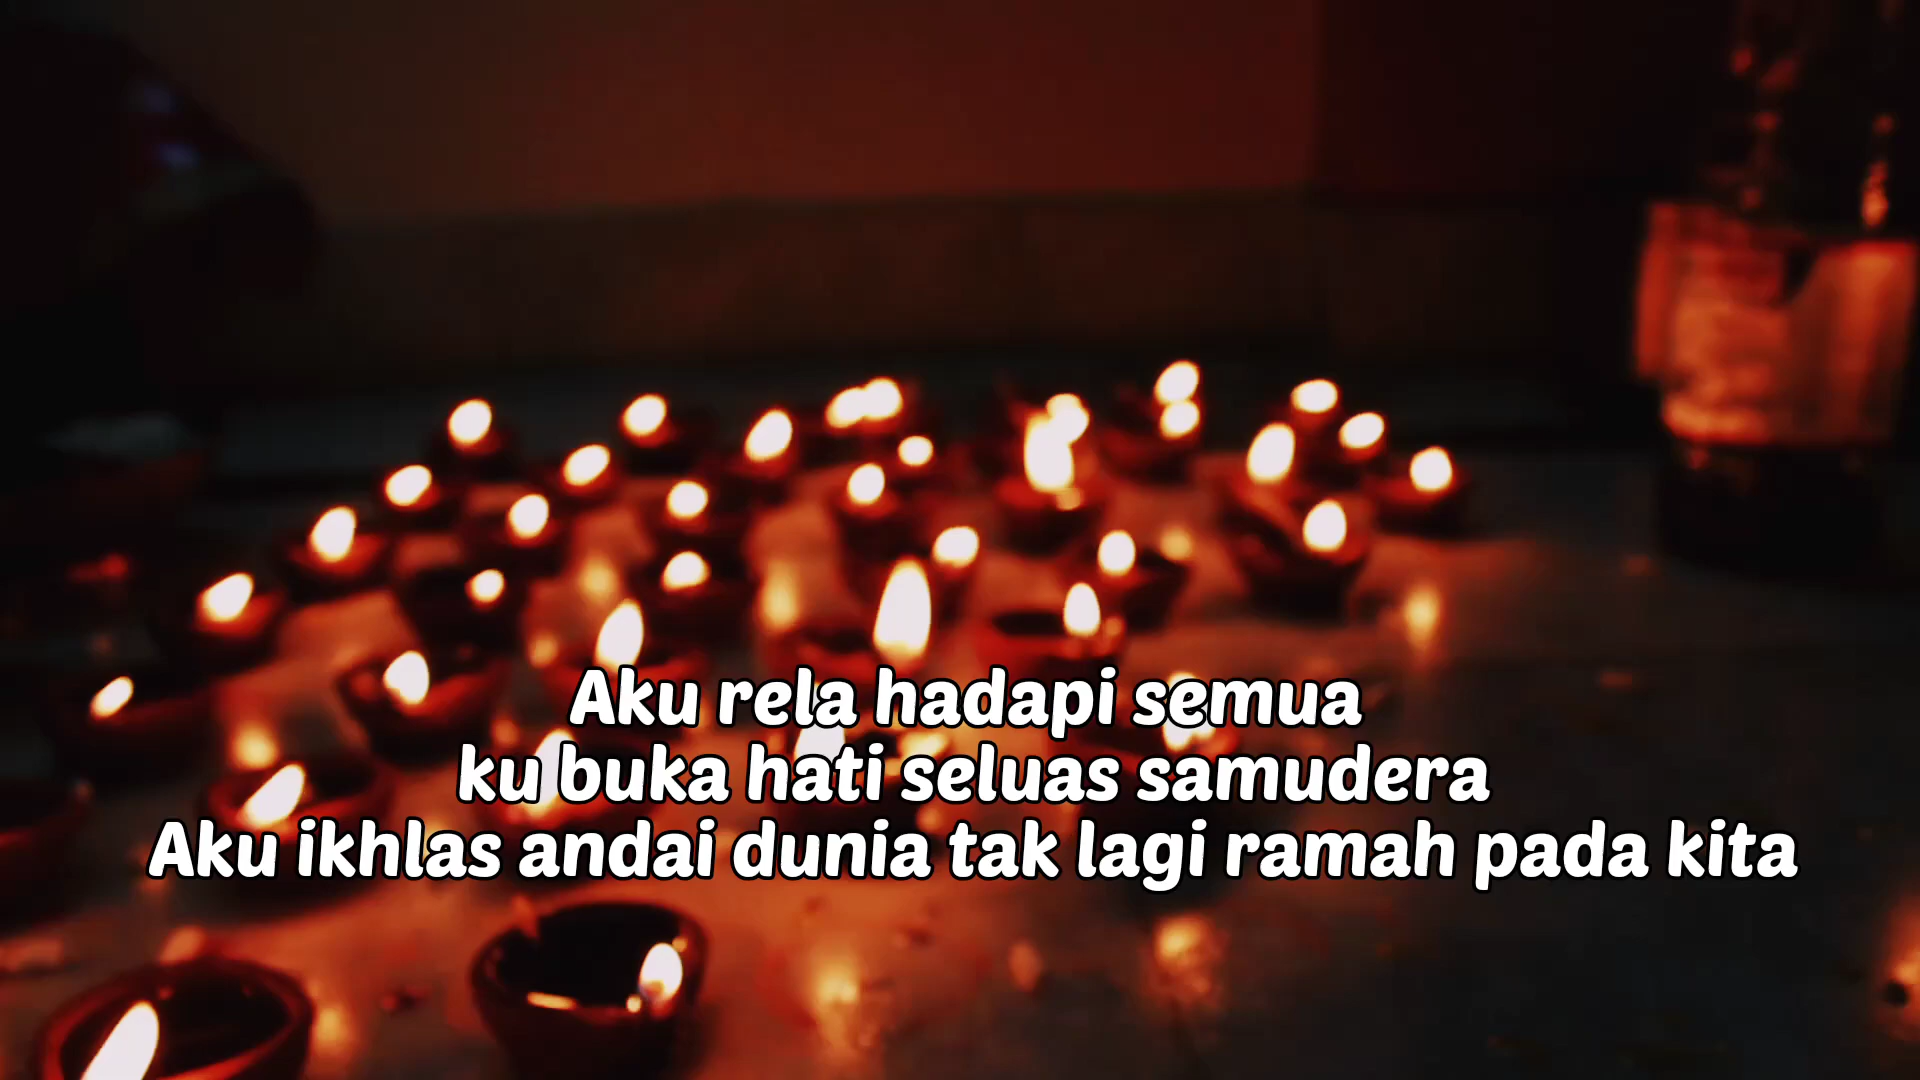 Aku rela hadapi semua
ku buka hati seluas samudera
Aku ikhlas andai dunia tak lagi ramah pada kita